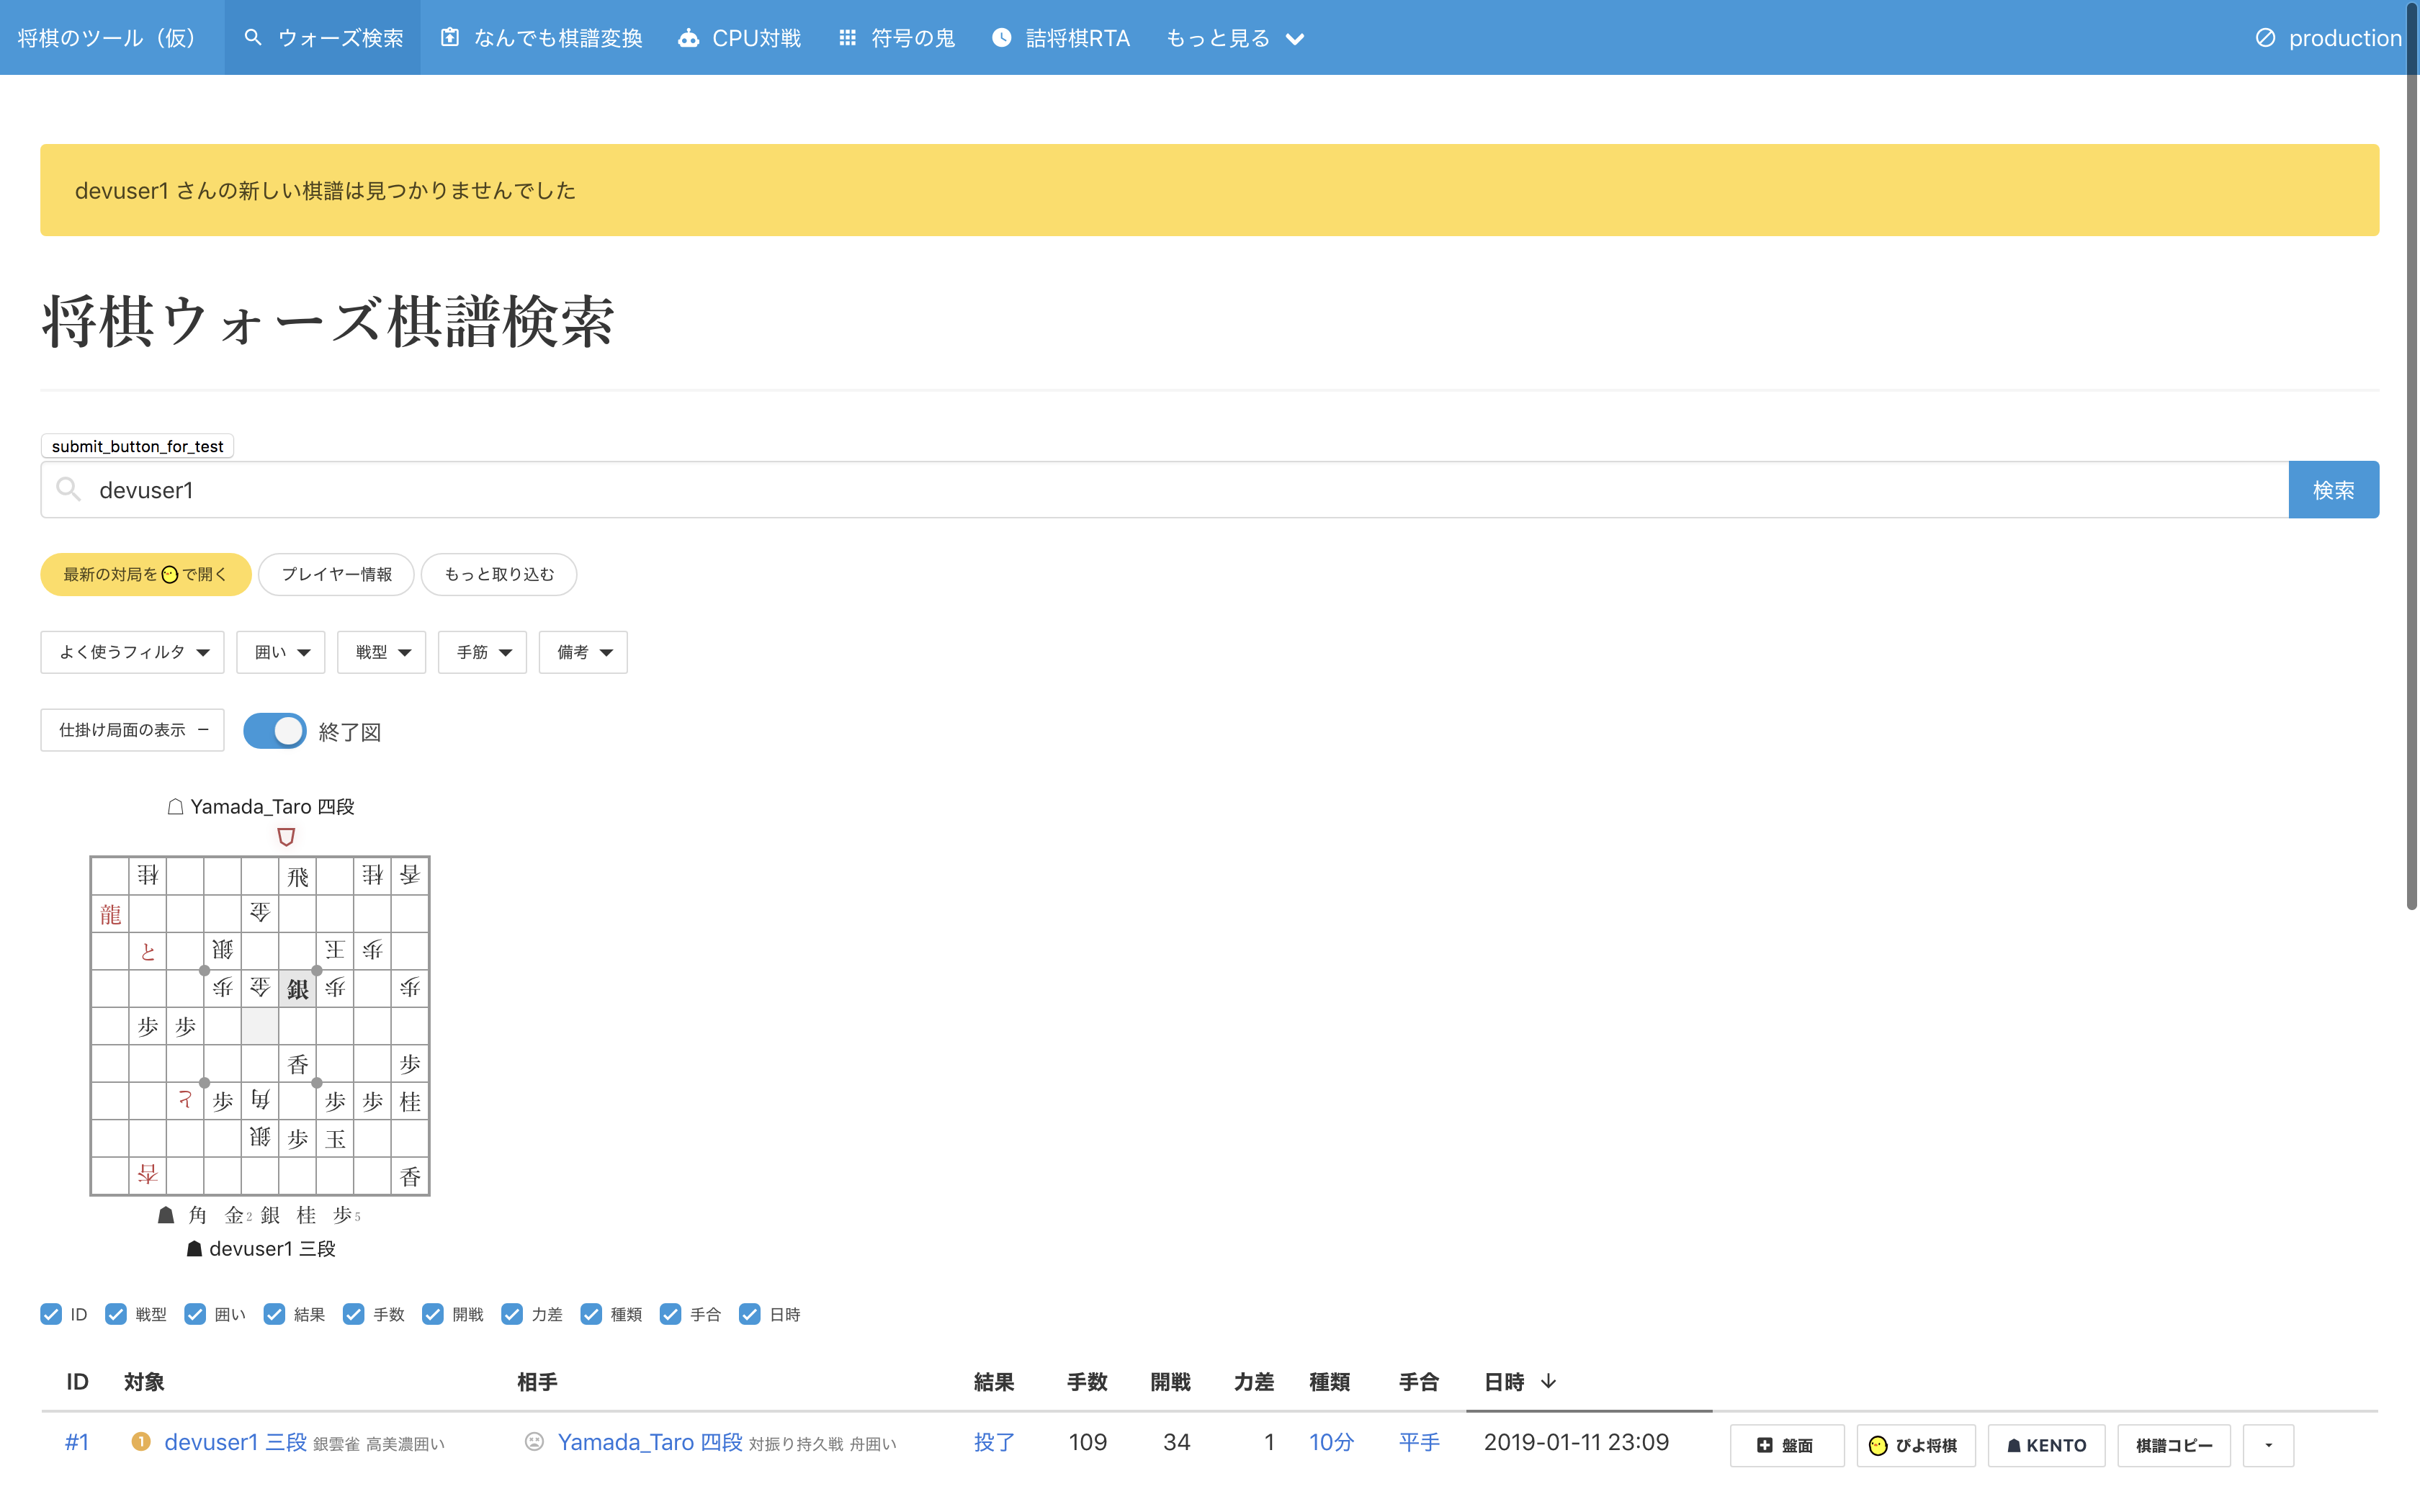 将棋のツール（仮） ウォーズ検索 なんでも棋譜変換 CPU対戦 符号の鬼 詰将棋RTA もっと見る production
devuser1 さんの新しい棋譜は見つかりませんでした
将棋ウォーズ棋譜検索
submit_button_for_test
devuser1 検索
最新の対局を で開く プレイヤー情報 もっと取り込む
よく使うフィルタ 囲い 戦型 手筋 備考
仕掛け局面の表示 終了図
☖ Yamada_Taro 四段
桂 飛 桂 香
龍 金
と 銀 王 歩
歩 金 銀 歩 歩
歩 歩
香 歩
と 歩 角 歩 歩 桂
銀 歩 玉
杏 香
☗ 角 金2 銀 桂 歩5
☗ devuser1 三段
ID 戦型 囲い 結果 手数 開戦 力差 種類 手合 日時
ID 対象 相手 結果 手数 開戦 力差 種類 手合 日時 ↓
#1 1 devuser1 三段 銀雲雀 高美濃囲い Yamada_Taro 四段 対振り持久戦 舟囲い 投了 109 34 1 10分 平手 2019-01-11 23:09 盤面 ぴよ将棋 ☗KENTO 棋譜コピー